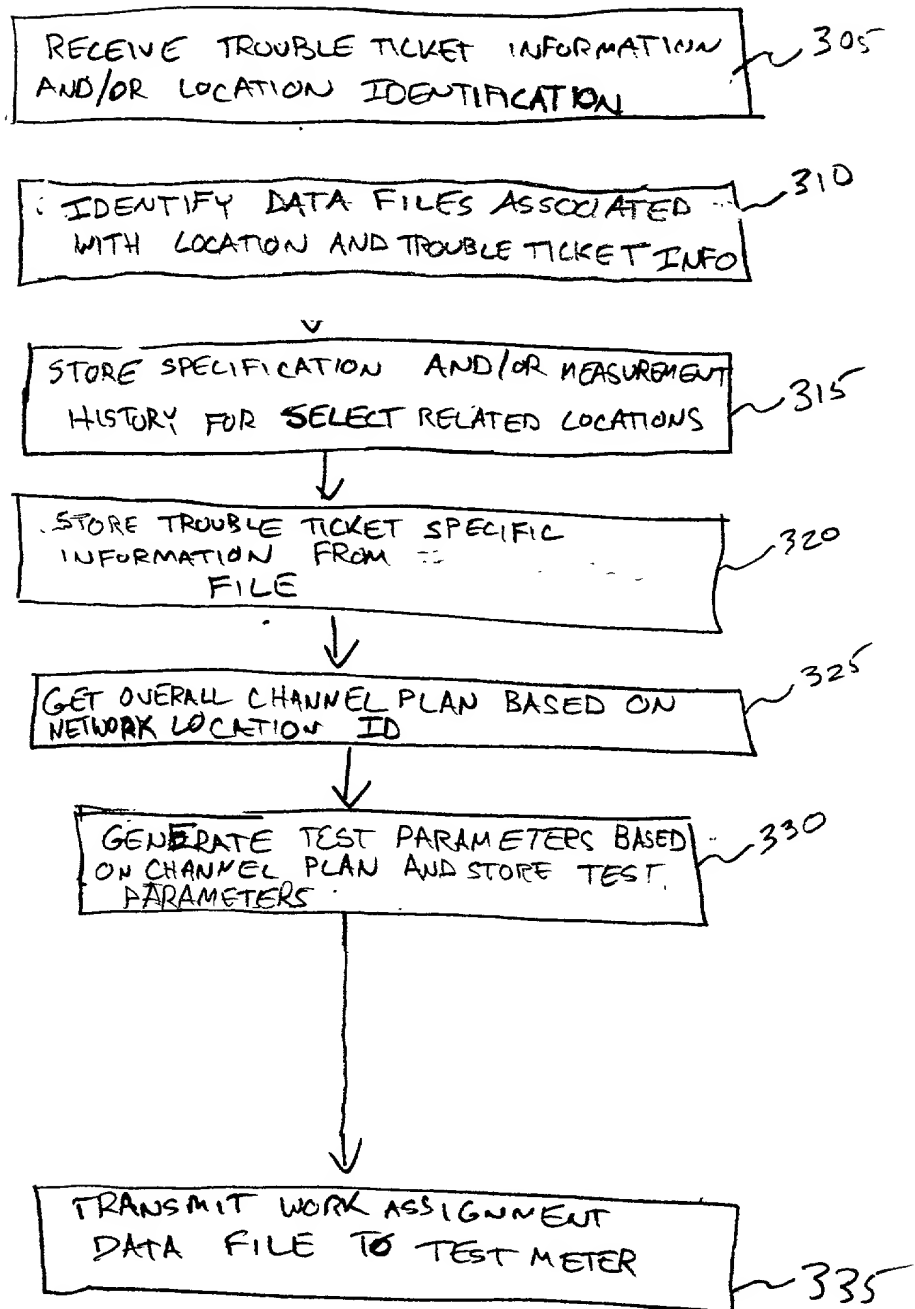 RECEIVE TROUBLE TICKET INFORMATION
AND/OR LOCATION IDENTIFICATION
305
IDENTIFY DATA FILES ASSOCIATED
WITH LOCATION AND TROUBLE TICKET INFO
310
STORE SPECIFICATION AND/OR MEASUREMENT
HISTORY FOR SELECT RELATED LOCATIONS
315
STORE TROUBLE TICKET SPECIFIC
INFORMATION FROM
FILE
320
GET OVERALL CHANNEL PLAN BASED ON
NETWORK LOCATION ID
325
GENERATE TEST PARAMETERS BASED
ON CHANNEL PLAN AND STORE TEST
PARAMETERS
330
TRANSMIT WORK ASSIGNMENT
DATA FILE TO TEST METER
335